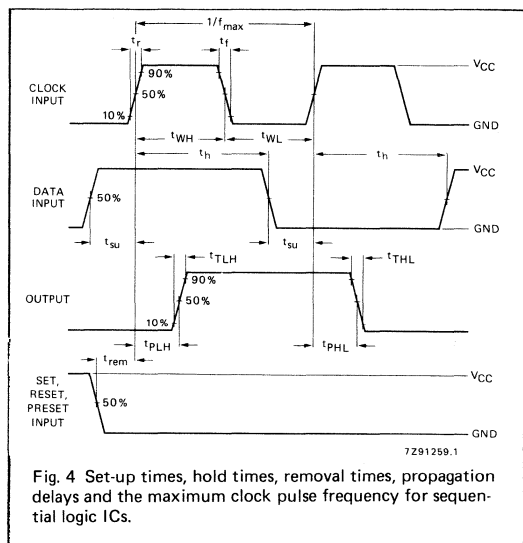 1/fmax
tr
tf
CLOCK
INPUT
90%
50%
10%
VCC
GND
tWH
tWL
th
th
DATA
INPUT
50%
VCC
GND
tsu
tsu
tTLH
tTHL
OUTPUT
90%
50%
10%
tPLH
tPHL
trem
SET,
RESET,
PRESET
INPUT
50%
VCC
GND
7Z91259.1
Fig. 4 Set-up times, hold times, removal times, propagation
delays and the maximum clock pulse frequency for sequen-
tial logic ICs.